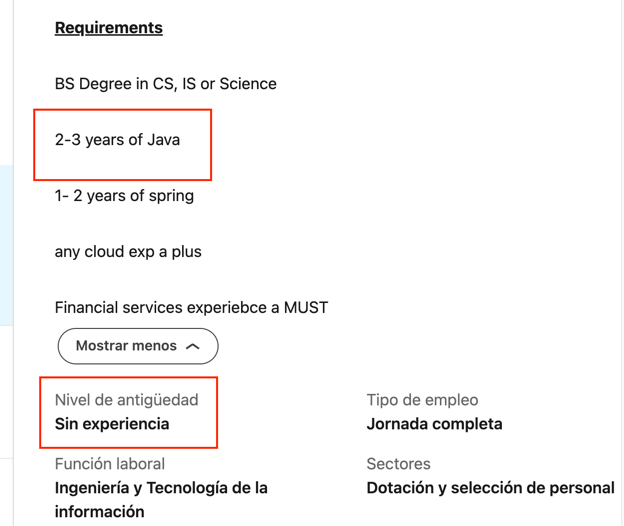 Requirements
BS Degree in CS, IS or Science
2-3 years of Java
1- 2 years of spring
any cloud exp a plus
Financial services experiebce a MUST
Mostrar menos
Nivel de antigüedad
Sin experiencia
Tipo de empleo
Jornada completa
Función laboral
Ingeniería y Tecnología de la
información
Sectores
Dotación y selección de personal